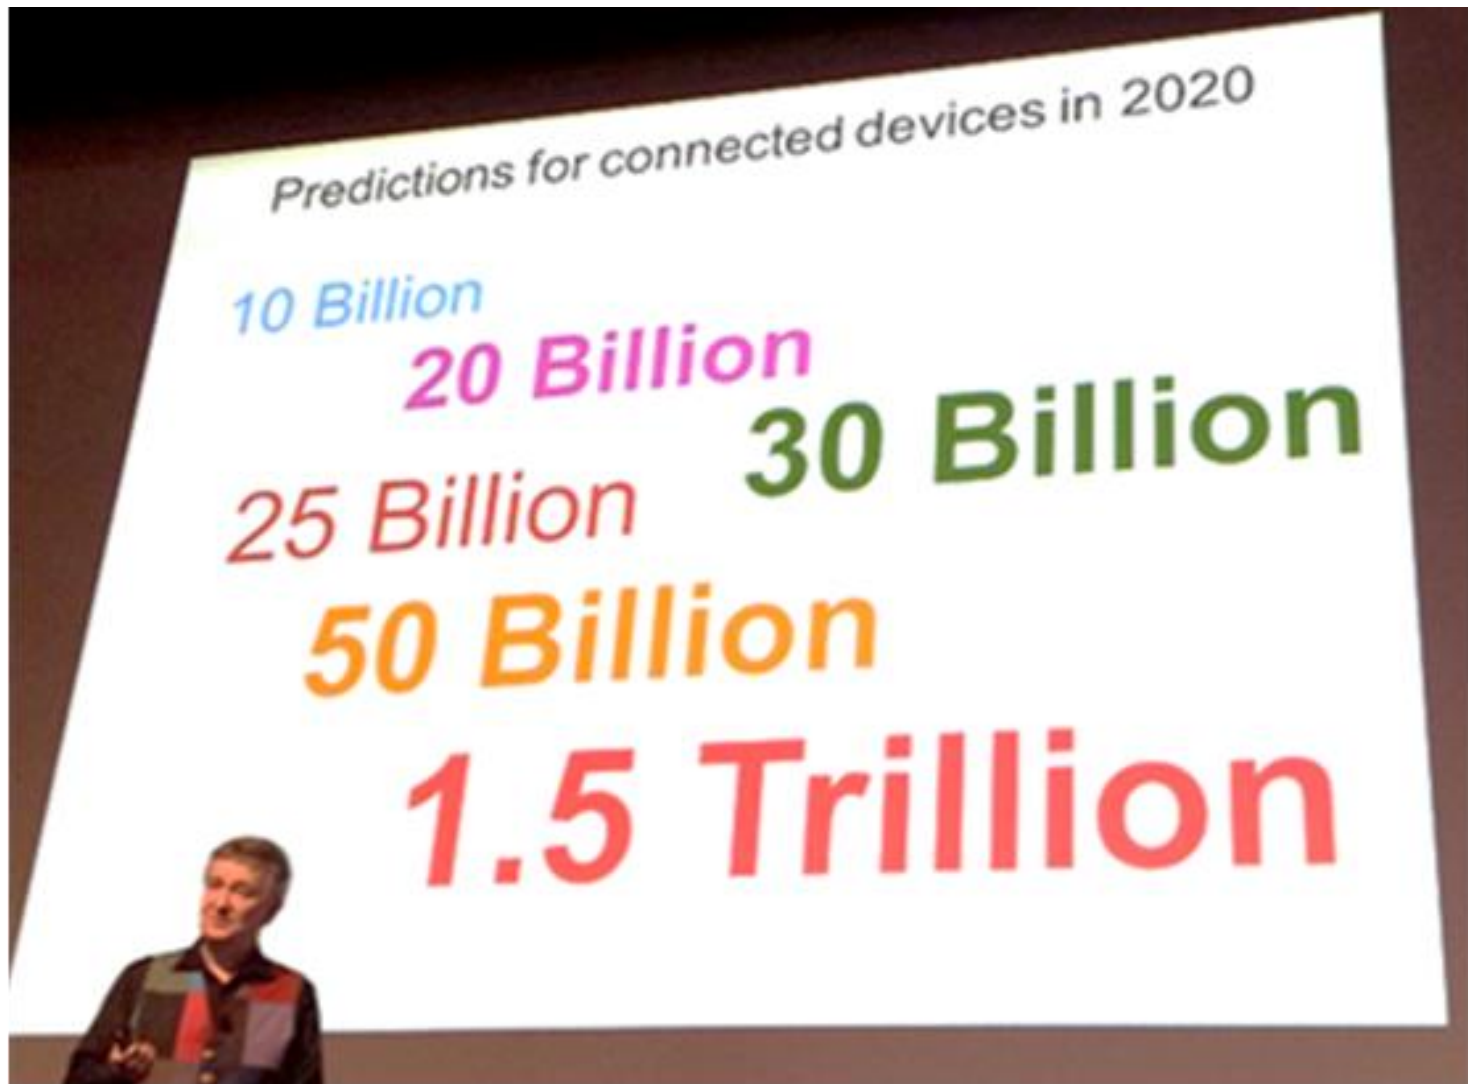 Predictions for connected devices in 2020
10 Billion
20 Billion
30 Billion
25 Billion
50 Billion
1.5 Trillion